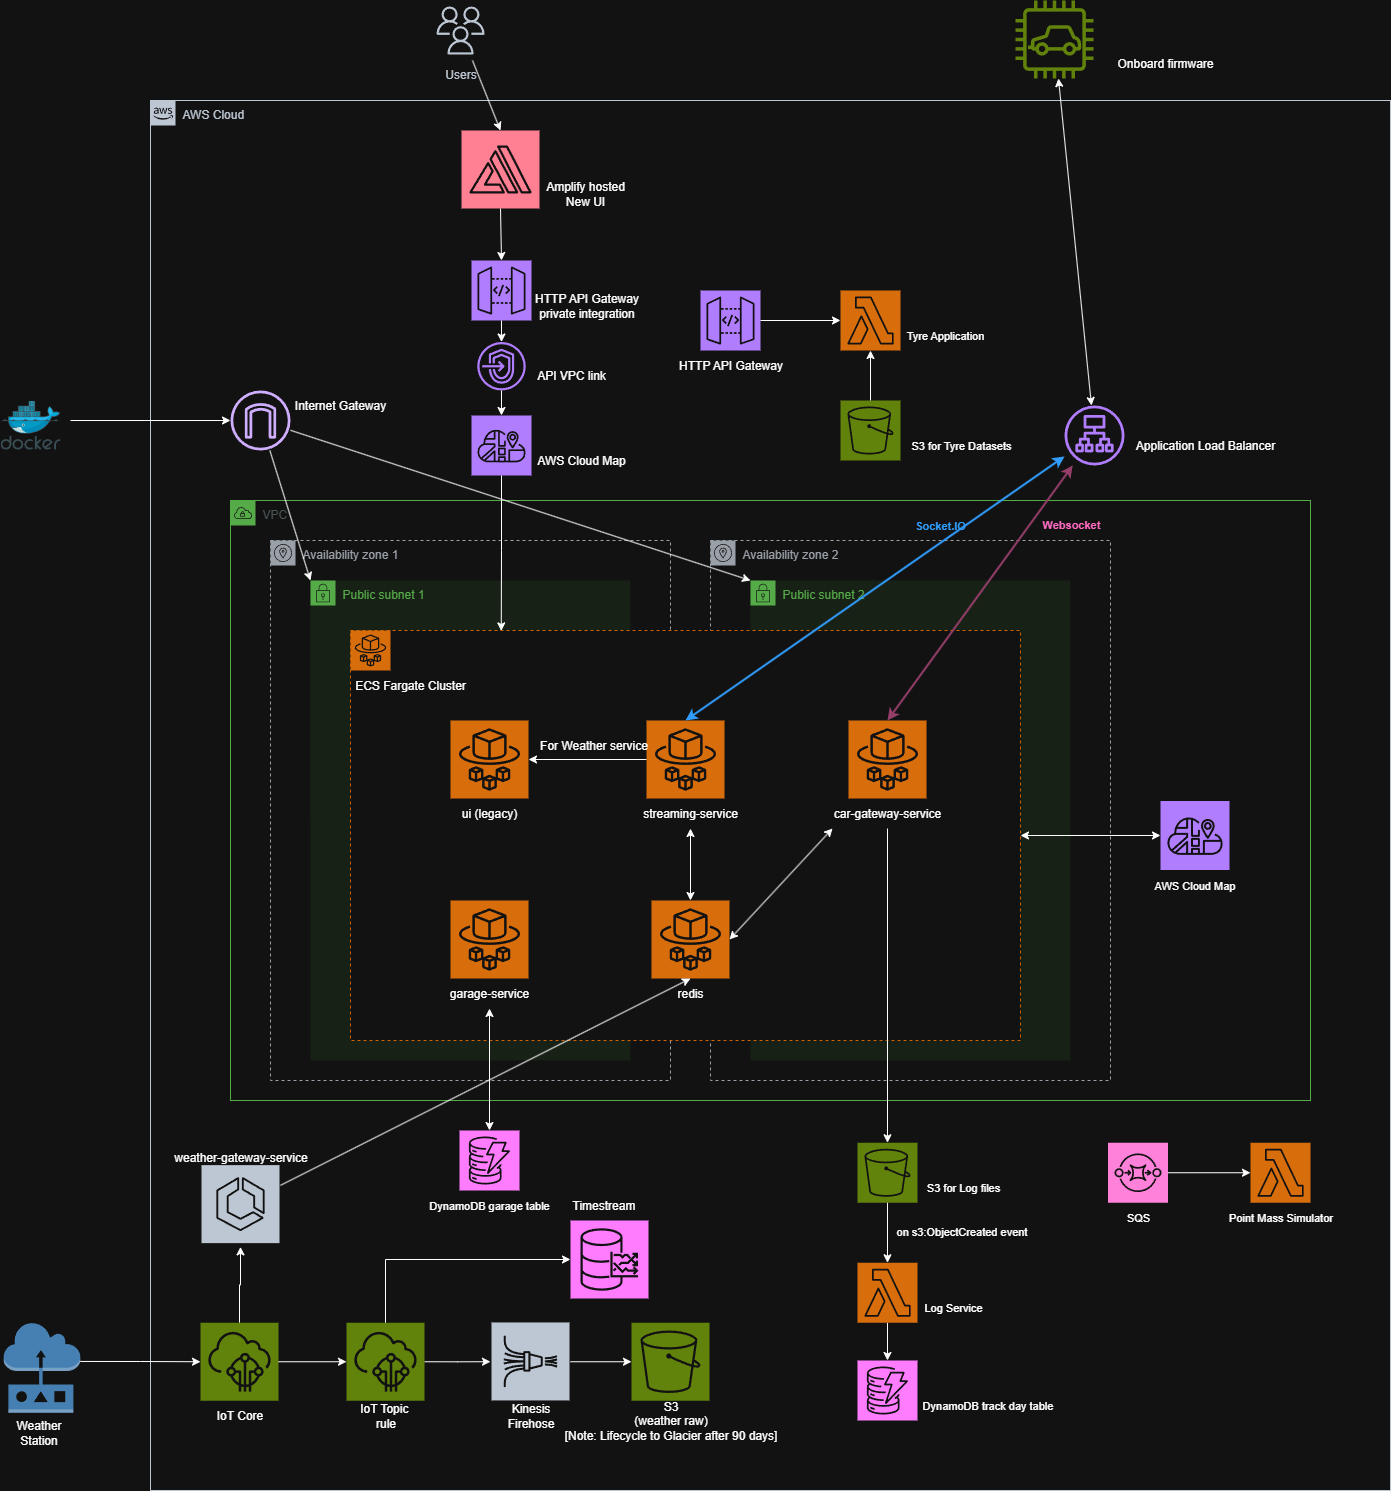 Users
Onboard firmware
aws
AWS Cloud
Amplify hosted
New UI
HTTP API Gateway
private integration
API VPC link
HTTP API Gateway
Tyre Application
Internet Gateway
docker
AWS Cloud Map
S3 for Tyre Datasets
Application Load Balancer
VPC
Socket.IO
Websocket
Availability zone 1
Availability zone 2
Public subnet 1
Public subnet 2
ECS Fargate Cluster
For Weather service
ui (legacy)
streaming-service
car-gateway-service
AWS Cloud Map
garage-service
redis
weather-gateway-service
DynamoDB garage table
Timestream
S3 for Log files
SQS
Point Mass Simulator
on s3:ObjectCreated event
Log Service
Weather
Station
IoT Core
IoT Topic
rule
Kinesis
Firehose
S3
(weather raw)
[Note: Lifecycle to Glacier after 90 days]
DynamoDB track day table